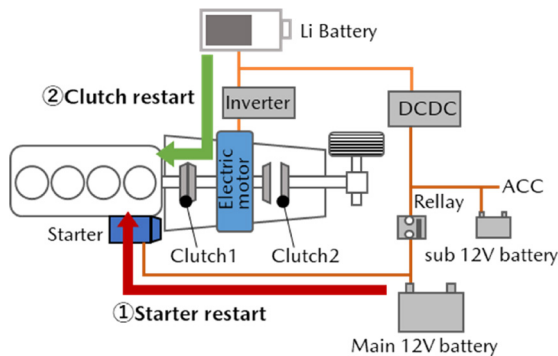 Li Battery
②Clutch restart
Inverter
DCDC
Electric
motor
ACC
Rellay
Starter
Clutch1
Clutch2
sub 12V battery
①Starter restart
Main 12V battery